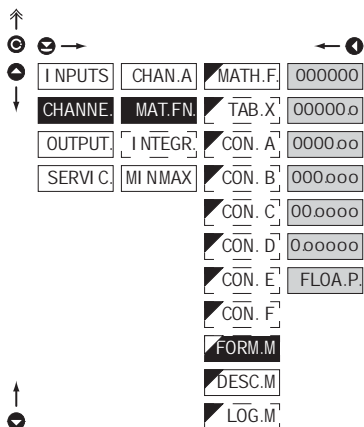 INPUTS CHAN.A MATH.F. 000000
CHANNE. MAT.FN. TAB.X 00000.0
OUTPUT. INTEGR. CON. A 0000.00
SERVIC. MINMAX CON. B 000.000
CON. C 00.0000
CON. D 0.00000
CON. E FLOA.P.
CON. F
FORM.M
DESC.M
LOG.M